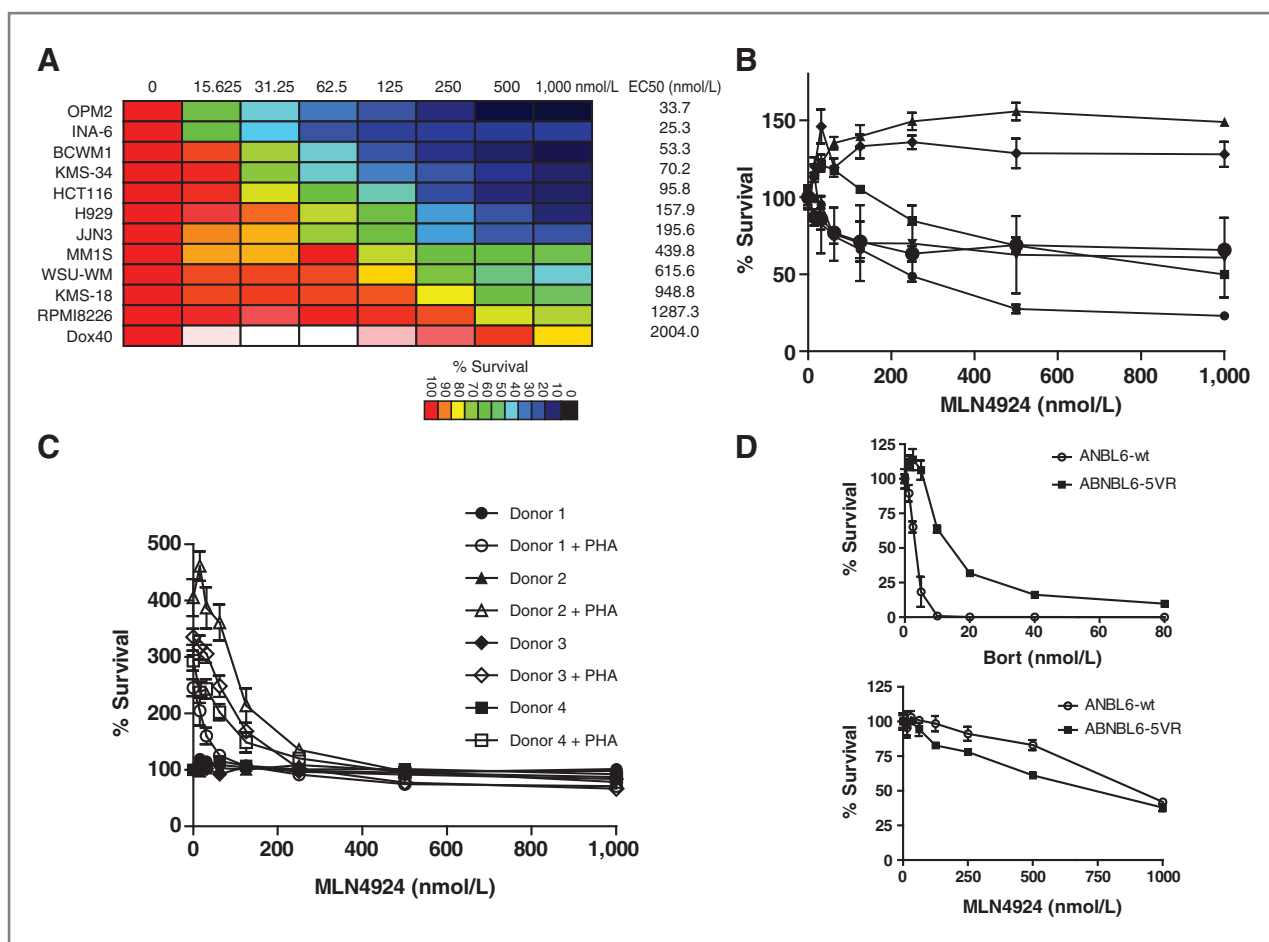 A
0 15.625 31.25 62.5 125 250 500 1,000 nmol/L EC50 (nmol/L)
OPM2 33.7
INA-6 25.3
BCWM1 53.3
KMS-34 70.2
HCT116 95.8
H929 157.9
JJN3 195.6
MM1S 439.8
WSU-WM 615.6
KMS-18 948.8
RPMI8226 1287.3
Dox40 2004.0
% Survival
100 90 80 70 60 50 40 30 20 10 0
B
% Survival
150
100
50
0
0 200 400 600 800 1,000
MLN4924 (nmol/L)
C
% Survival
500
400
300
200
100
0
0 200 400 600 800 1,000
MLN4924 (nmol/L)
Donor 1
Donor 1 + PHA
Donor 2
Donor 2 + PHA
Donor 3
Donor 3 + PHA
Donor 4
Donor 4 + PHA
D
% Survival
125
100
75
50
25
0
0 20 40 60 80
Bort (nmol/L)
ANBL6-wt
ABNBL6-5VR
% Survival
125
100
75
50
25
0
0 250 500 750 1000
MLN4924 (nmol/L)
ANBL6-wt
ABNBL6-5VR